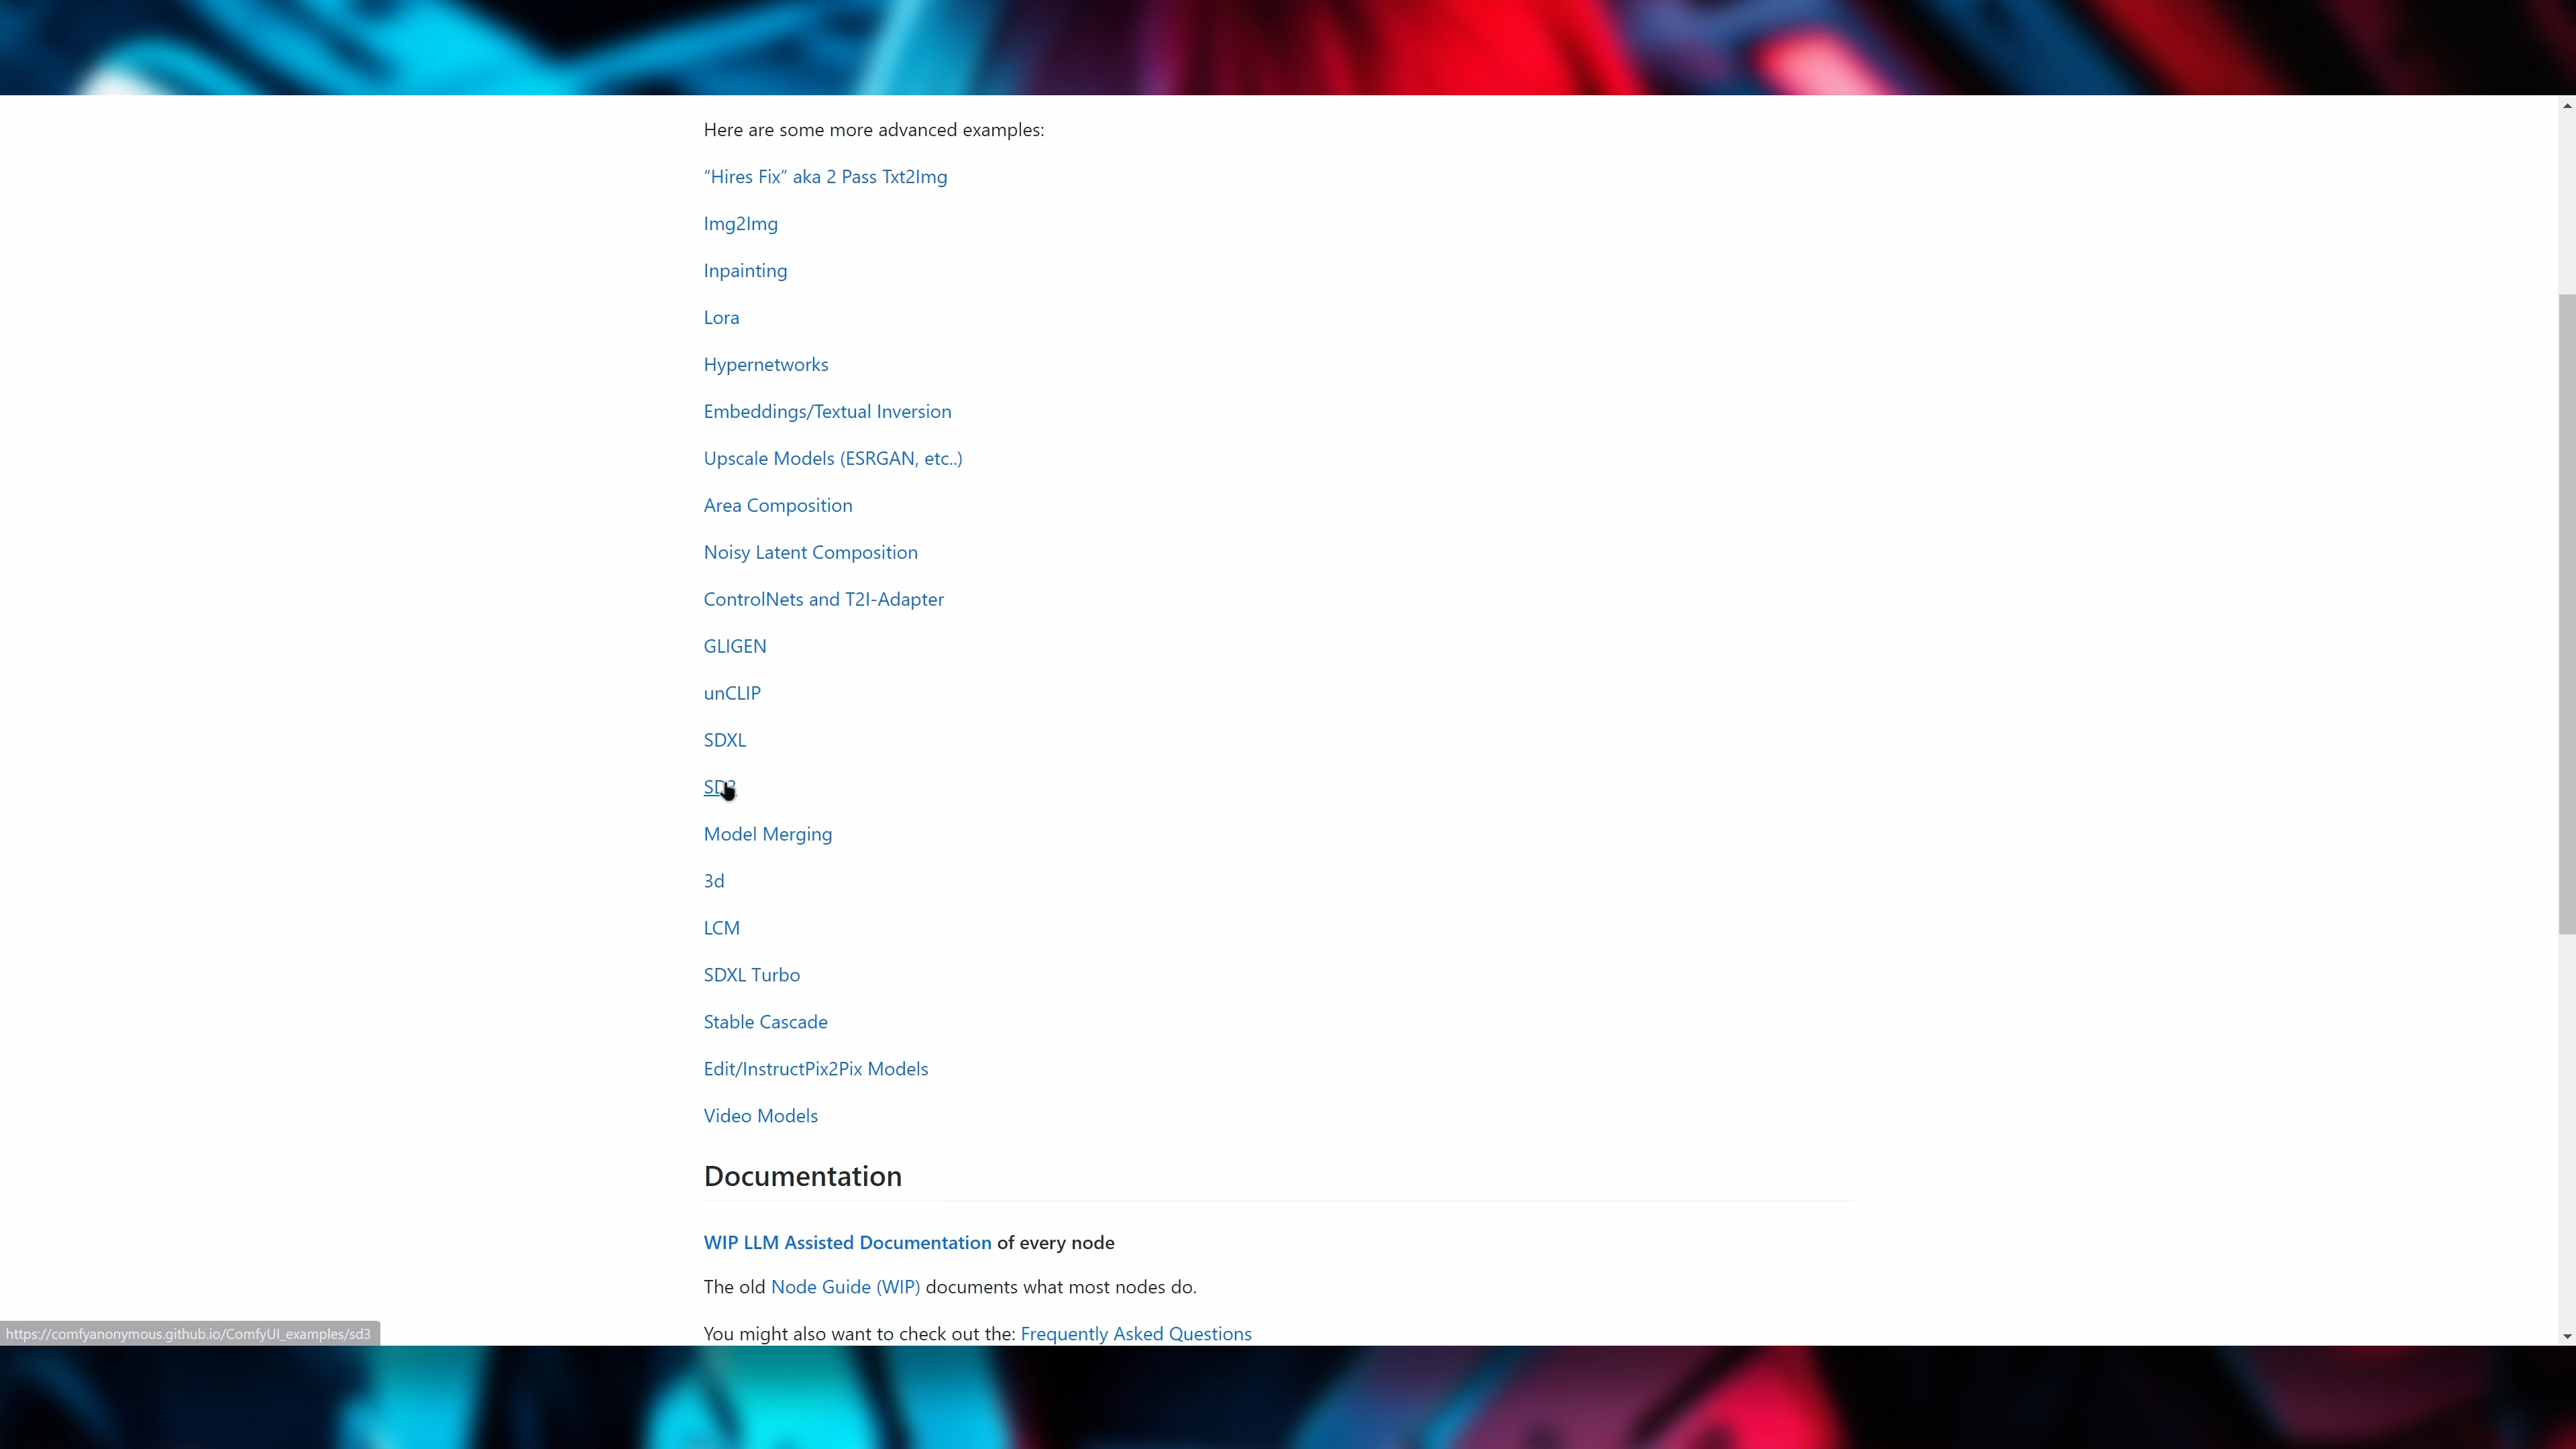 Here are some more advanced examples:
“Hires Fix” aka 2 Pass Txt2Img
Img2Img
Inpainting
Lora
Hypernetworks
Embeddings/Textual Inversion
Upscale Models (ESRGAN, etc..)
Area Composition
Noisy Latent Composition
ControlNets and T2I-Adapter
GLIGEN
unCLIP
SDXL
SD3
Model Merging
3d
LCM
SDXL Turbo
Stable Cascade
Edit/InstructPix2Pix Models
Video Models
Documentation
WIP LLM Assisted Documentation of every node
The old Node Guide (WIP) documents what most nodes do.
You might also want to check out the: Frequently Asked Questions
https://comfyanonymous.github.io/ComfyUI_examples/sd3